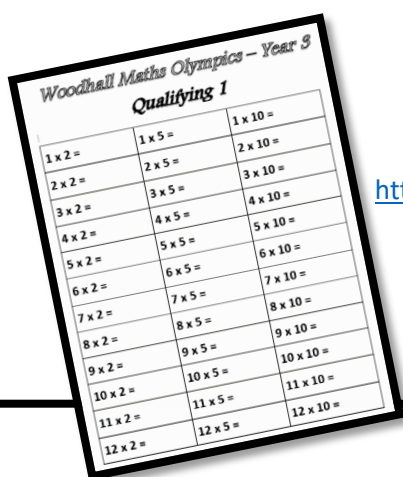 Woodhall Maths Olympics – Year 3
Qualifying 1
1 x 2 = 1 x 5 = 1 x 10 =
2 x 2 = 2 x 5 = 2 x 10 =
3 x 2 = 3 x 5 = 3 x 10 =
4 x 2 = 4 x 5 = 4 x 10 =
5 x 2 = 5 x 5 = 5 x 10 =
6 x 2 = 6 x 5 = 6 x 10 =
7 x 2 = 7 x 5 = 7 x 10 =
8 x 2 = 8 x 5 = 8 x 10 =
9 x 2 = 9 x 5 = 9 x 10 =
10 x 2 = 10 x 5 = 10 x 10 =
11 x 2 = 11 x 5 = 11 x 10 =
12 x 2 = 12 x 5 = 12 x 10 =